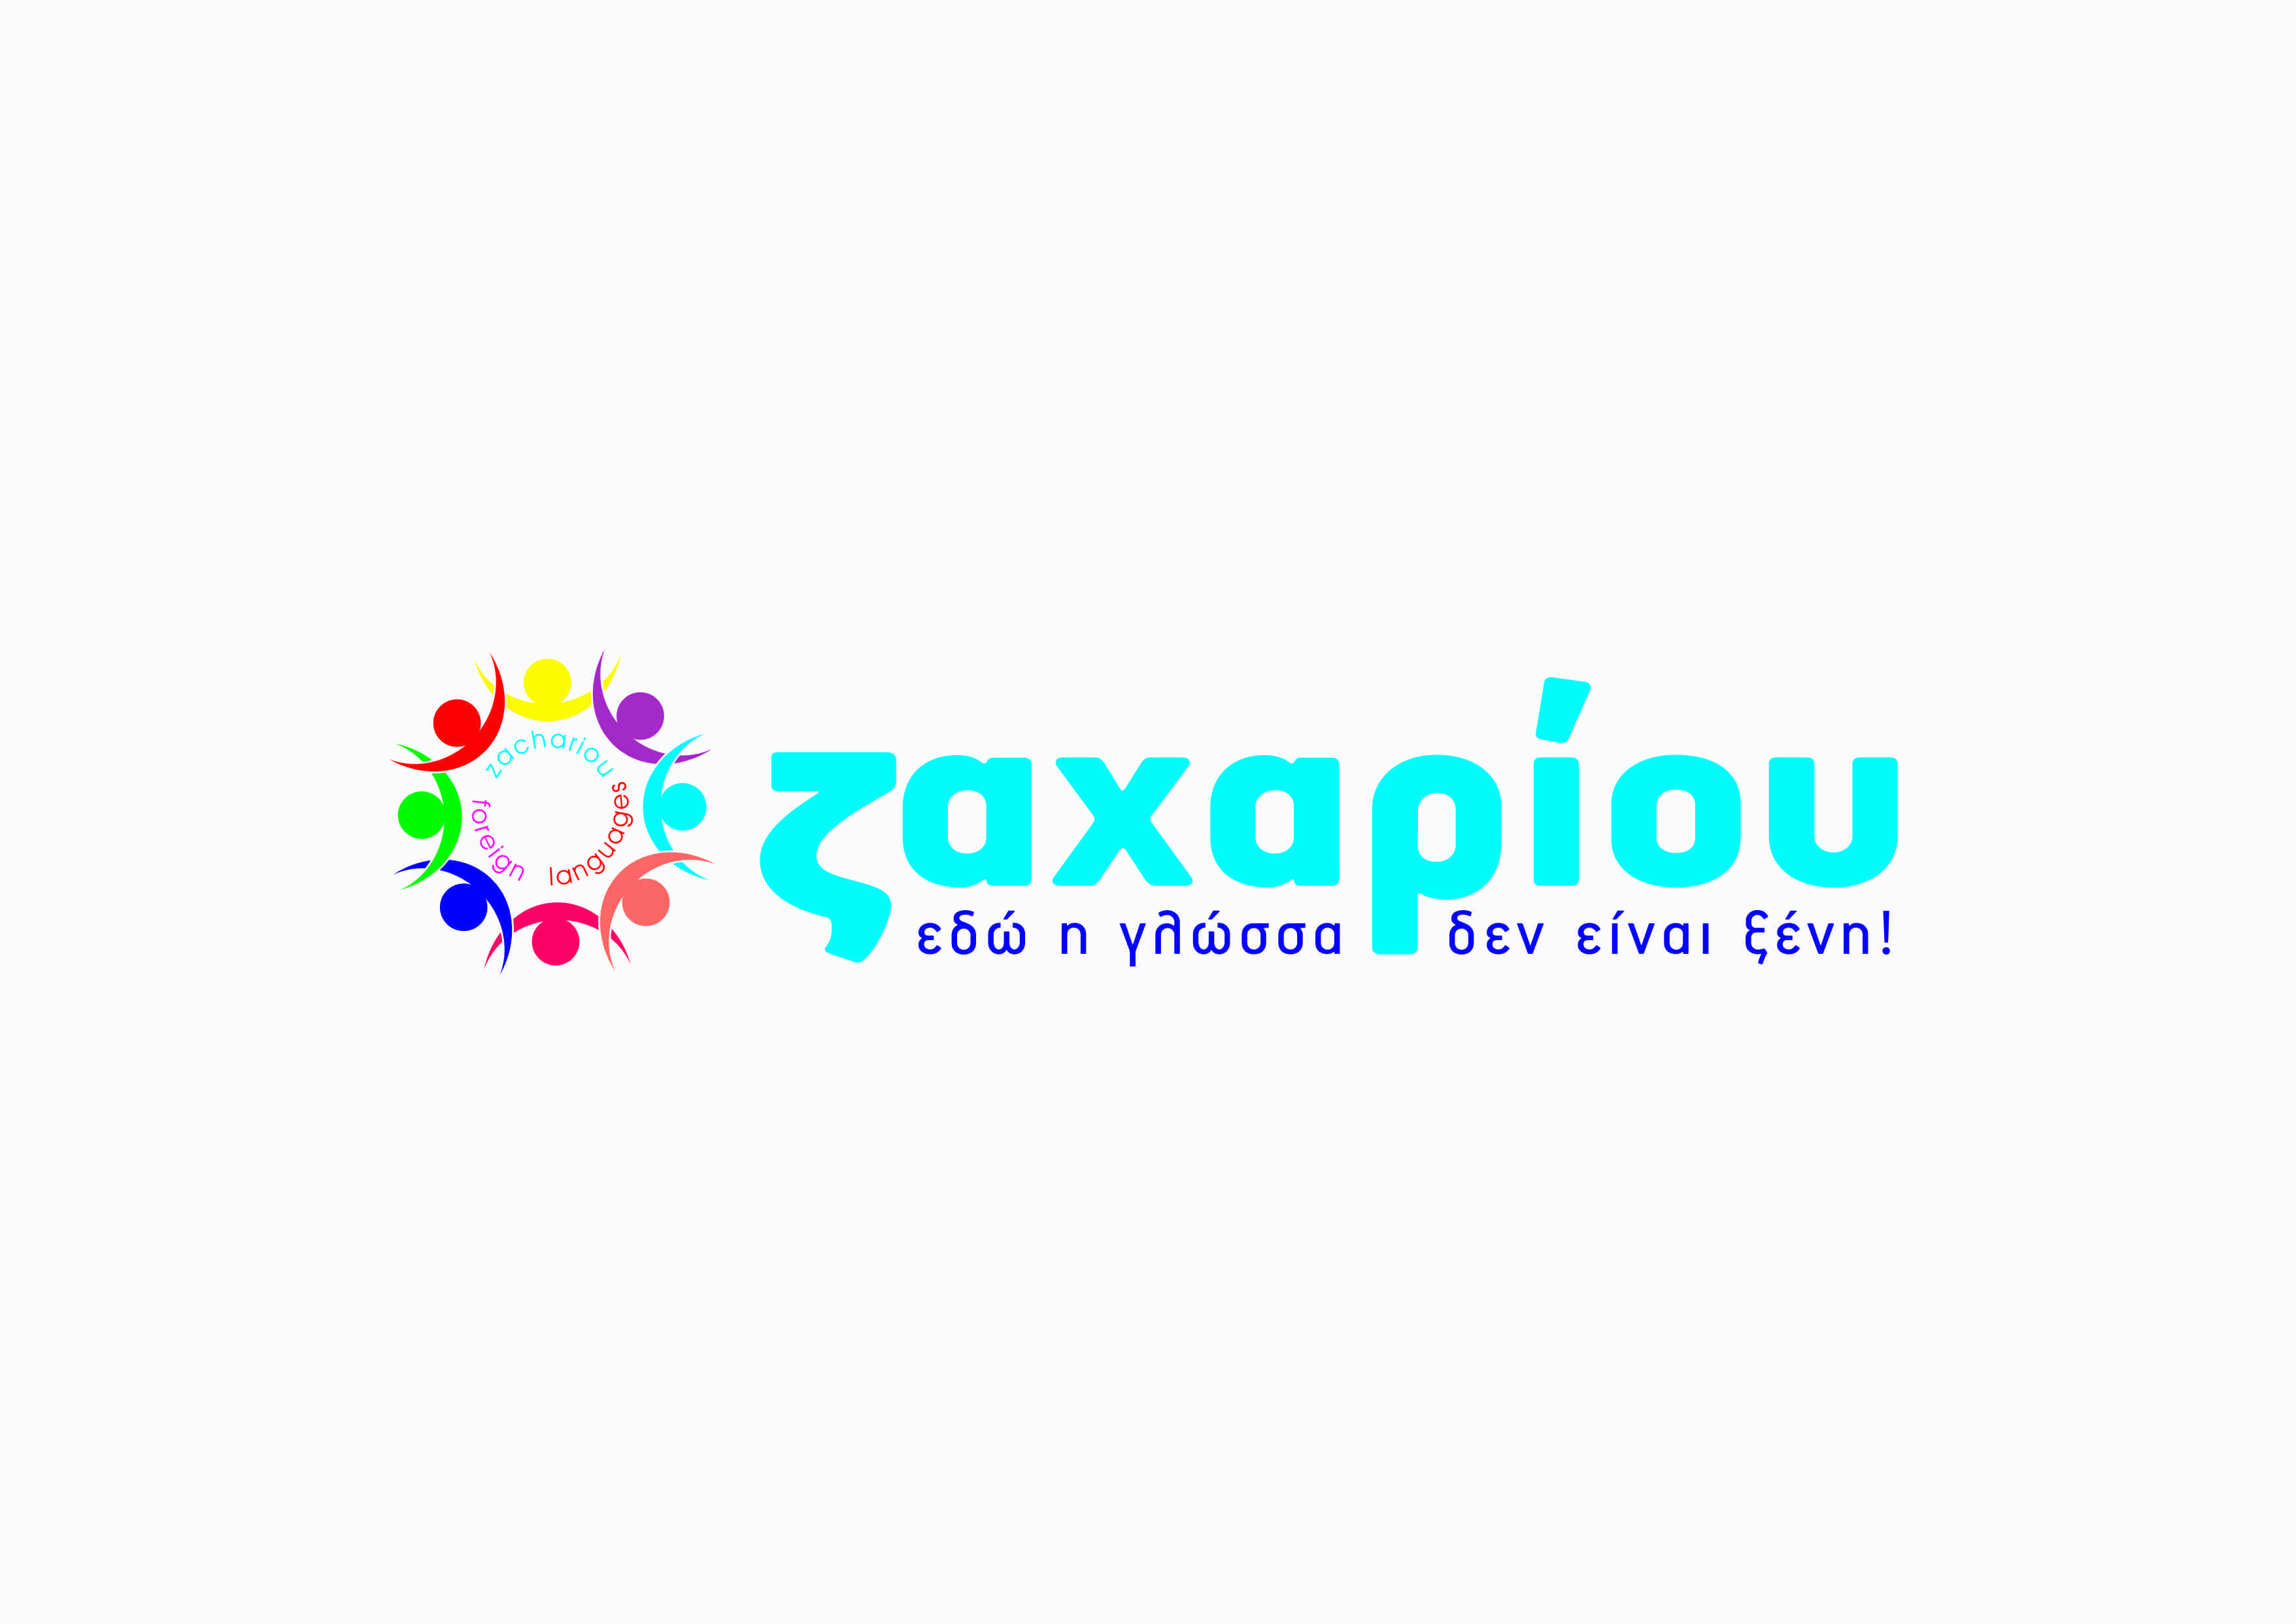 zachariou
foreign
languages
ζαχαρίου
εδώ η γλώσσα δεν είναι ξένη!